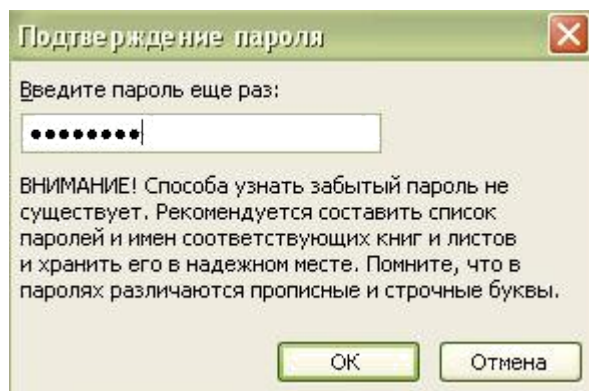 Подтверждение пароля
Введите пароль еще раз:
••••••••
ВНИМАНИЕ! Способа узнать забытый пароль не
существует. Рекомендуется составить список
паролей и имен соответствующих книг и листов
и хранить его в надежном месте. Помните, что в
паролях различаются прописные и строчные буквы.
ОК
Отмена